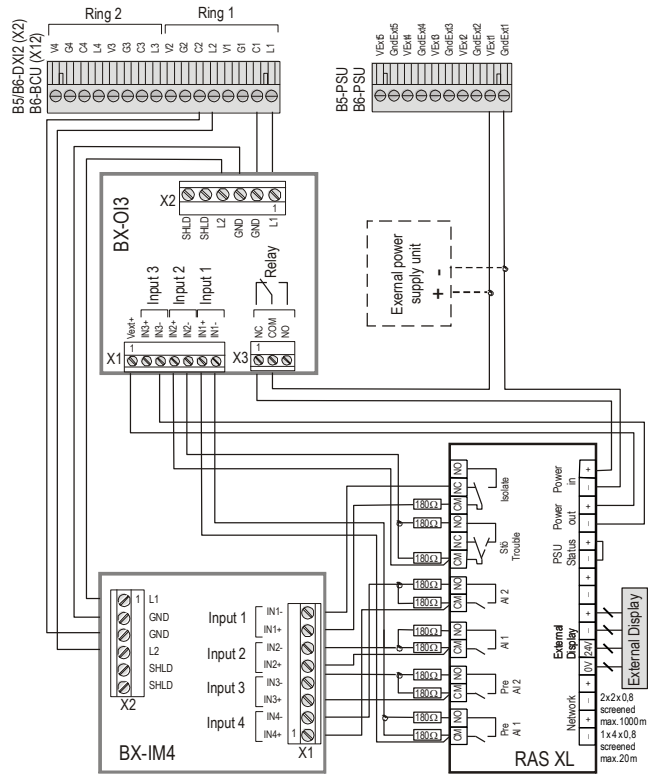 Ring 2
Ring 1
B5/B6-DXI2 (X2)
B6-BCU (X12)
V4
G4
C4
L4
V3
G3
C3
L3
V2
G2
C2
L2
V1
G1
C1
L1
B5-PSU
B6-PSU
VExt5
GndExt5
VExt4
GndExt4
VExt3
GndExt3
VExt2
GndExt2
VExt1
GndExt1
BX-OI3
X2
1
SHLD
SHLD
L2
GND
GND
L1
Input 3
Input 2
Input 1
Relay
Vext+
IN3+
IN3-
IN2+
IN2-
IN1+
IN1-
NC
COM
NO
X1
1
X3
1
Exernal power
supply unit
+ -
BX-IM4
1
L1
GND
GND
L2
SHLD
SHLD
X2
Input 1
Input 2
Input 3
Input 4
IN1-
IN1+
IN2-
IN2+
IN3-
IN3+
IN4-
IN4+
1
X1
180Ω
180Ω
180Ω
180Ω
180Ω
180Ω
180Ω
180Ω
180Ω
180Ω
180Ω
NO
NC
CM
Isolate
NO
NC
CM
Stö
Trouble
NO
CM
Al 2
NO
CM
Al 1
NO
CM
Pre
Al 2
NO
CM
Pre
Al 1
Power
in
+
-
Power
out
+
-
PSU
Status
+
-
+
-
+
-
External
Display
24V
0V
Network
+
-
+
-
RAS XL
External Display
2x2x0,8
screened
max.1000m
1x4x0,8
screened
max.20m